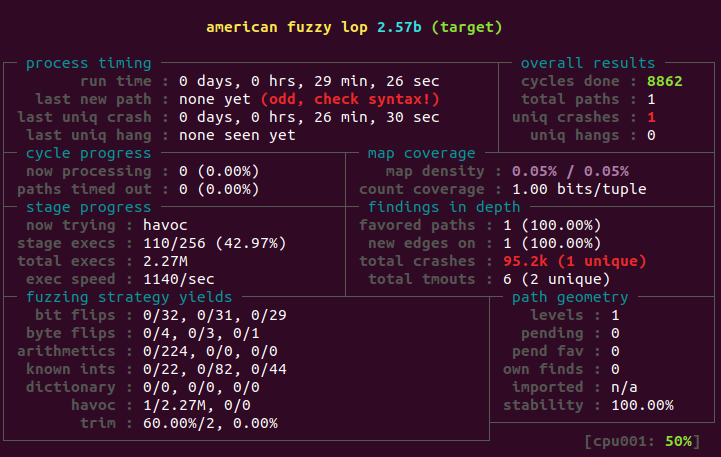 american fuzzy lop 2.57b (target)
process timing overall results
run time : 0 days, 0 hrs, 29 min, 26 sec cycles done : 8862
last new path : none yet (odd, check syntax!) total paths : 1
last uniq crash : 0 days, 0 hrs, 26 min, 30 sec uniq crashes : 1
last uniq hang : none seen yet uniq hangs : 0
cycle progress map coverage
now processing : 0 (0.00%) map density : 0.05% / 0.05%
paths timed out : 0 (0.00%) count coverage : 1.00 bits/tuple
stage progress findings in depth
now trying : havoc favored paths : 1 (100.00%)
stage execs : 110/256 (42.97%) new edges on : 1 (100.00%)
total execs : 2.27M total crashes : 95.2k (1 unique)
exec speed : 1140/sec total tmouts : 6 (2 unique)
fuzzing strategy yields path geometry
bit flips : 0/32, 0/31, 0/29 levels : 1
byte flips : 0/4, 0/3, 0/1 pending : 0
arithmetics : 0/224, 0/0, 0/0 pend fav : 0
known ints : 0/22, 0/82, 0/44 own finds : 0
dictionary : 0/0, 0/0, 0/0 imported : n/a
havoc : 1/2.27M, 0/0 stability : 100.00%
trim : 60.00%/2, 0.00%
[cpu001: 50%]